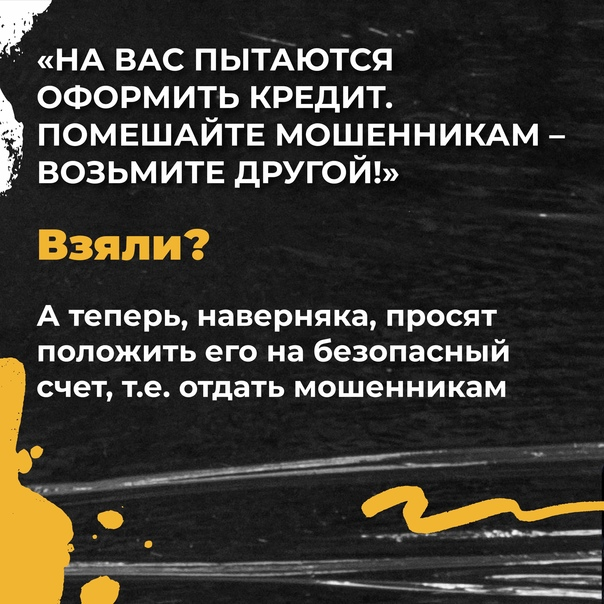 «НА ВАС ПЫТАЮТСЯ
ОФОРМИТЬ КРЕДИТ.
ПОМЕШАЙТЕ МОШЕННИКАМ –
ВОЗЬМИТЕ ДРУГОЙ!»
Взяли?
А теперь, наверняка, просят
положить его на безопасный
счет, т.е. отдать мошенникам